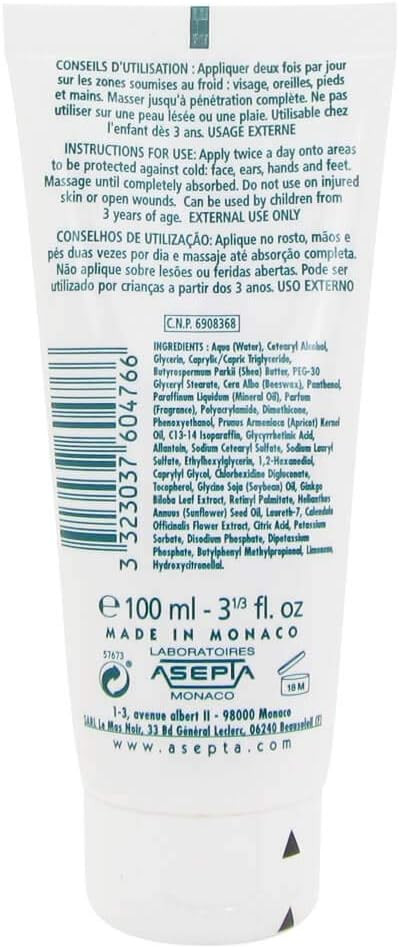 CONSEILS D'UTILISATION : Appliquer deux fois par jour
sur les zones soumises au froid : visage, oreilles, pieds
et mains. Masser jusqu'à pénétration complète. Ne pas
utiliser sur une peau lésée ou une plaie. Utilisable chez
l'enfant dès 3 ans. USAGE EXTERNE
INSTRUCTIONS FOR USE: Apply twice a day onto areas
to be protected against cold: face, ears, hands and feet.
Massage until completely absorbed. Do not use on injured
skin or open wounds. Can be used by children from
3 years of age. EXTERNAL USE ONLY
CONSELHOS DE UTILIZAÇÃO: Aplique no rosto, mãos e
pés duas vezes por dia e massaje até absorção completa.
Não aplique sobre lesões ou feridas abertas. Pode ser
utilizado por crianças a partir dos 3 anos. USO EXTERNO
C.N.P. 6908368
INGREDIENTS : Aqua (Water), Cetearyl Alcohol,
Glycerin, Caprylic/Capric Triglyceride,
Butyrospermum Parkii (Shea) Butter, PEG-30
Glyceryl Stearate, Cera Alba (Beeswax), Panthenol,
Paraffinum Liquidum (Mineral Oil), Parfum
(Fragrance), Polyacrylamide, Dimethicone,
Phenoxyethanol, Prunus Armeniaca (Apricot) Kernel
Oil, C13-14 Isoparaffin, Glycyrrhetinic Acid,
Allantoin, Sodium Cetearyl Sulfate, Sodium Lauryl
Sulfate, Ethylhexylglycerin, 1,2-Hexanediol,
Caprylyl Glycol, Chlorhexidine Digluconate,
Tocopherol, Glycine Soja (Soybean) Oil, Ginkgo
Biloba Leaf Extract, Retinyl Palmitate, Helianthus
Annuus (Sunflower) Seed Oil, Laureth-7, Calendula
Officinalis Flower Extract, Citric Acid, Potassium
Sorbate, Disodium Phosphate, Dipotassium
Phosphate, Butylphenyl Methylpropional, Limonene,
Hydroxycitronellal.
3 323037 604766
e 100 ml - 3 1/3 fl. oz
MADE IN MONACO
57673
LABORATOIRES
ASEPTA
MONACO
18 M
1-3, avenue albert II - 98000 Monaco
SARL Le Mas Noir, 33 Bd Général Leclerc, 06240 Beausoleil (F)
www.asepta.com